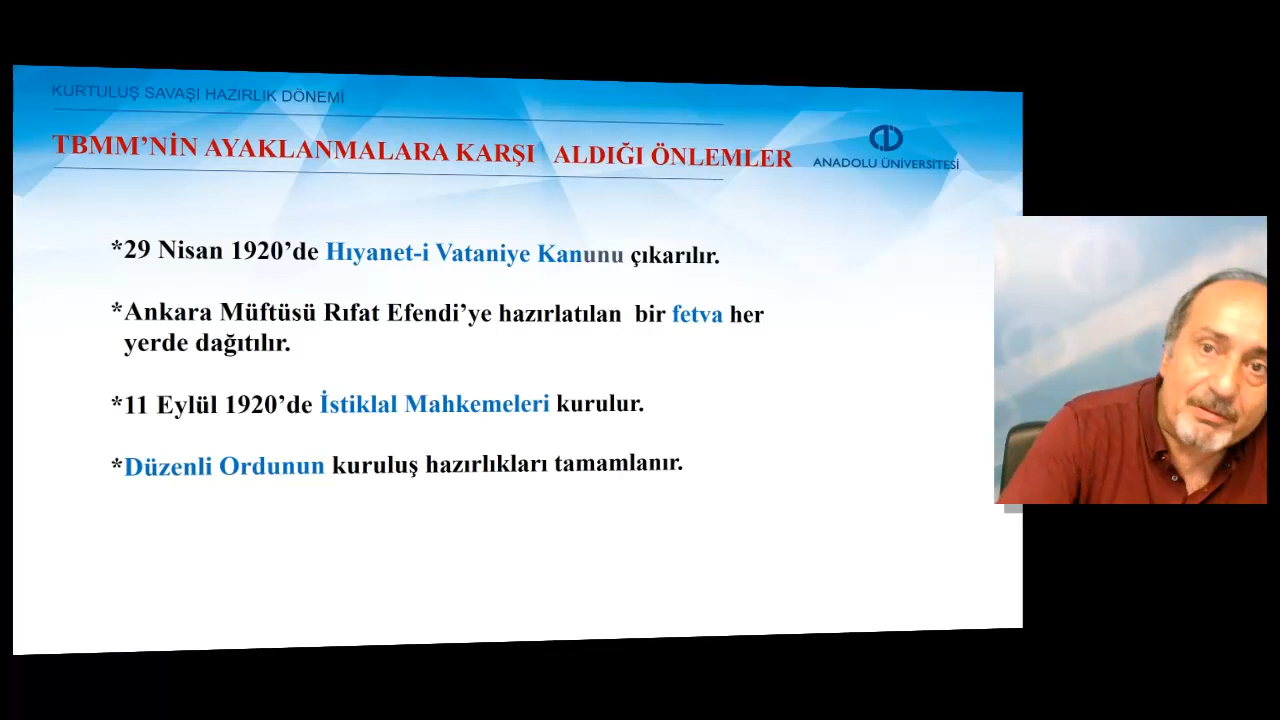 KURTULUŞ SAVAŞI HAZIRLIK DÖNEMİ
TBMM’NİN AYAKLANMALARA KARŞI ALDIĞI ÖNLEMLER
ANADOLU ÜNİVERSİTESİ
*29 Nisan 1920’de Hıyanet-i Vataniye Kanunu çıkarılır.
*Ankara Müftüsü Rıfat Efendi’ye hazırlatılan bir fetva her
yerde dağıtılır.
*11 Eylül 1920’de İstiklal Mahkemeleri kurulur.
*Düzenli Ordunun kuruluş hazırlıkları tamamlanır.